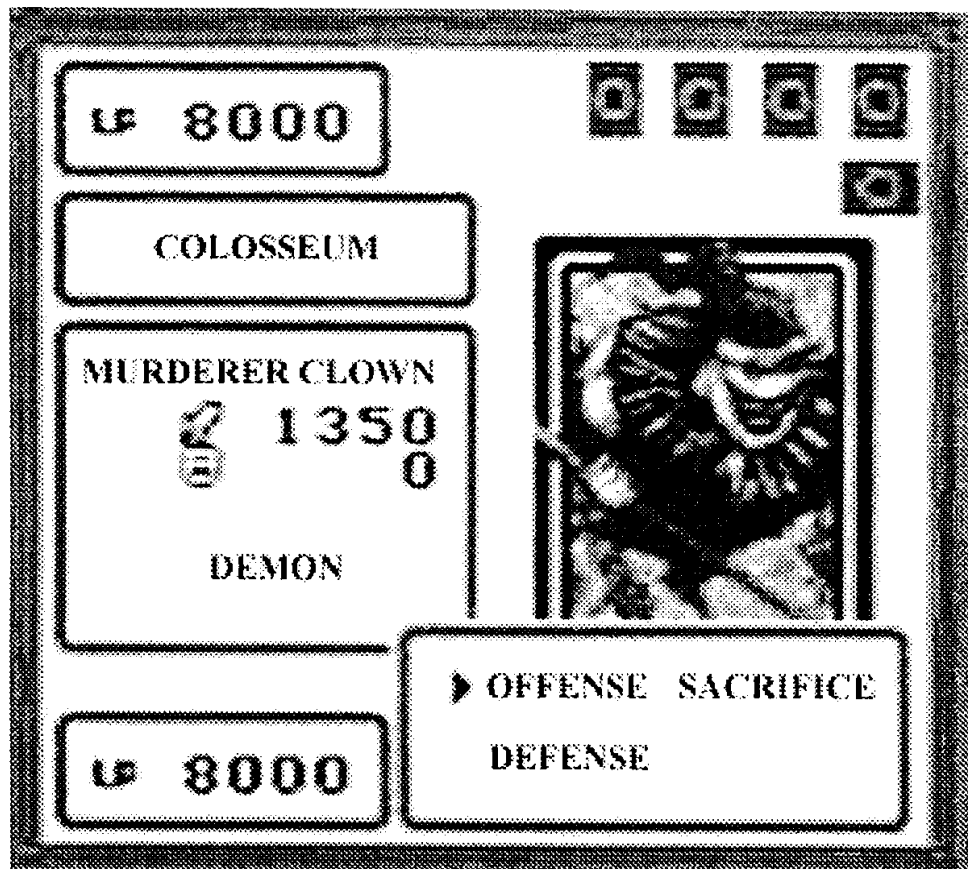 LP 8000
COLOSSEUM
MURDERER CLOWN
1350
0
DEMON
OFFENSE SACRIFICE
DEFENSE
LP 8000